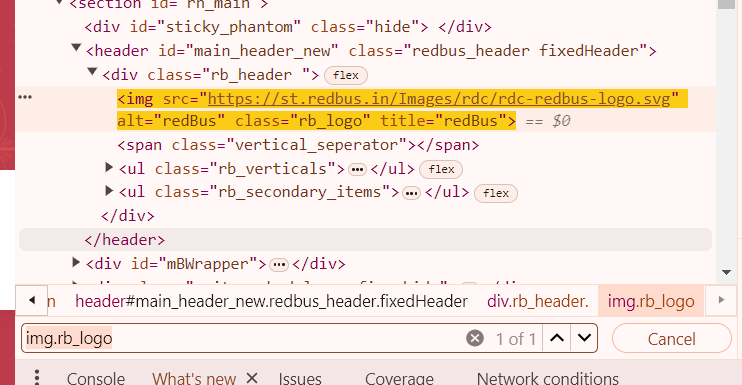 <section id="rh_main">
<div id="sticky_phantom" class="hide"> </div>
<header id="main_header_new" class="redbus_header fixedHeader">
<div class="rb_header "> flex
<img src="https://st.redbus.in/Images/rdc/rdc-redbus-logo.svg"
alt="redBus" class="rb_logo" title="redBus"> == $0
<span class="vertical_seperator"></span>
<ul class="rb_verticals"> ••• </ul> flex
<ul class="rb_secondary_items"> ••• </ul> flex
</div>
</header>
<div id="mBWrapper"> ••• </div>
n header#main_header_new.redbus_header.fixedHeader div.rb_header. img.rb_logo
img.rb_logo 1 of 1 Cancel
Console What's new Issues Coverage Network conditions